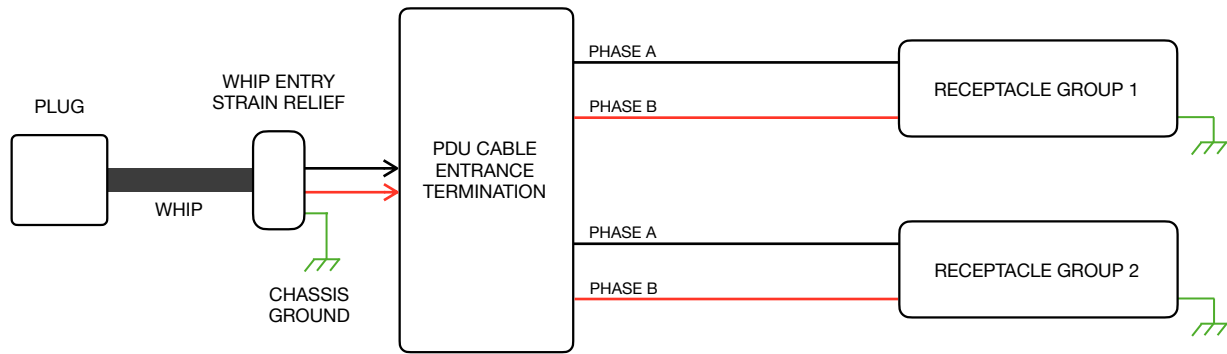 PLUG
WHIP
WHIP ENTRY
STRAIN RELIEF
CHASSIS
GROUND
PDU CABLE
ENTRANCE
TERMINATION
PHASE A
PHASE B
RECEPTACLE GROUP 1
PHASE A
PHASE B
RECEPTACLE GROUP 2